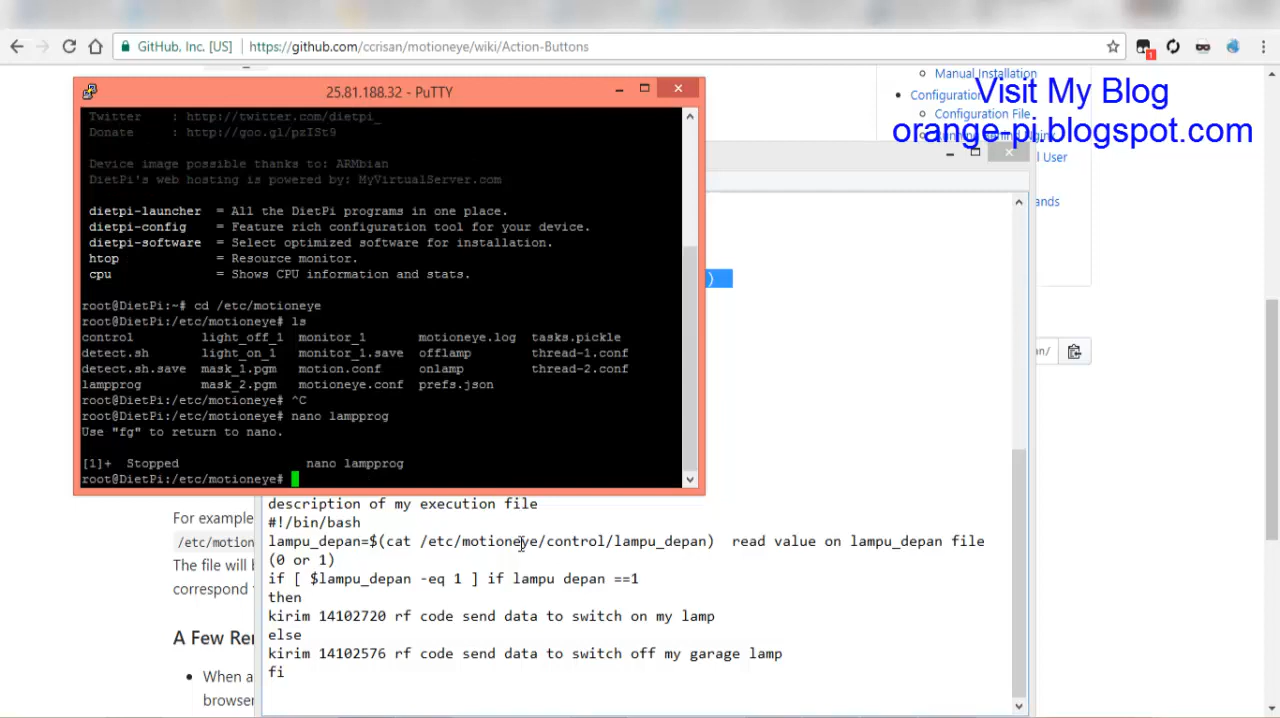 GitHub, Inc. [US]
https://github.com/ccrisan/motioneye/wiki/Action-Buttons
1
Manual Installation
Configuration
Configuration File
Visit My Blog
orange-pi.blogspot.com
l User
ands
25.81.188.32 - PuTTY
Twitter : http://twitter.com/dietpi_
Donate : http://goo.gl/pzISt9
Device image possible thanks to: ARMbian
DietPi's web hosting is powered by: MyVirtualServer.com
dietpi-launcher = All the DietPi programs in one place.
dietpi-config = Feature rich configuration tool for your device.
dietpi-software = Select optimized software for installation.
htop = Resource monitor.
cpu = Shows CPU information and stats.
root@DietPi:~# cd /etc/motioneye
root@DietPi:/etc/motioneye# ls
control light_off_1 monitor_1 motioneye.log tasks.pickle
detect.sh light_on_1 monitor_1.save offlamp thread-1.conf
detect.sh.save mask_1.pgm motion.conf onlamp thread-2.conf
lampprog mask_2.pgm motioneye.conf prefs.json
root@DietPi:/etc/motioneye# ^C
root@DietPi:/etc/motioneye# nano lampprog
Use "fg" to return to nano.
[1]+ Stopped nano lampprog
root@DietPi:/etc/motioneye#
)
an/
For example
/etc/motion
The file will b
correspond
A Few Re
When a
browser
description of my execution file
#!/bin/bash
lampu_depan=$(cat /etc/motioneye/control/lampu_depan) read value on lampu_depan file
(0 or 1)
if [ $lampu_depan -eq 1 ] if lampu depan ==1
then
kirim 14102720 rf code send data to switch on my lamp
else
kirim 14102576 rf code send data to switch off my garage lamp
fi